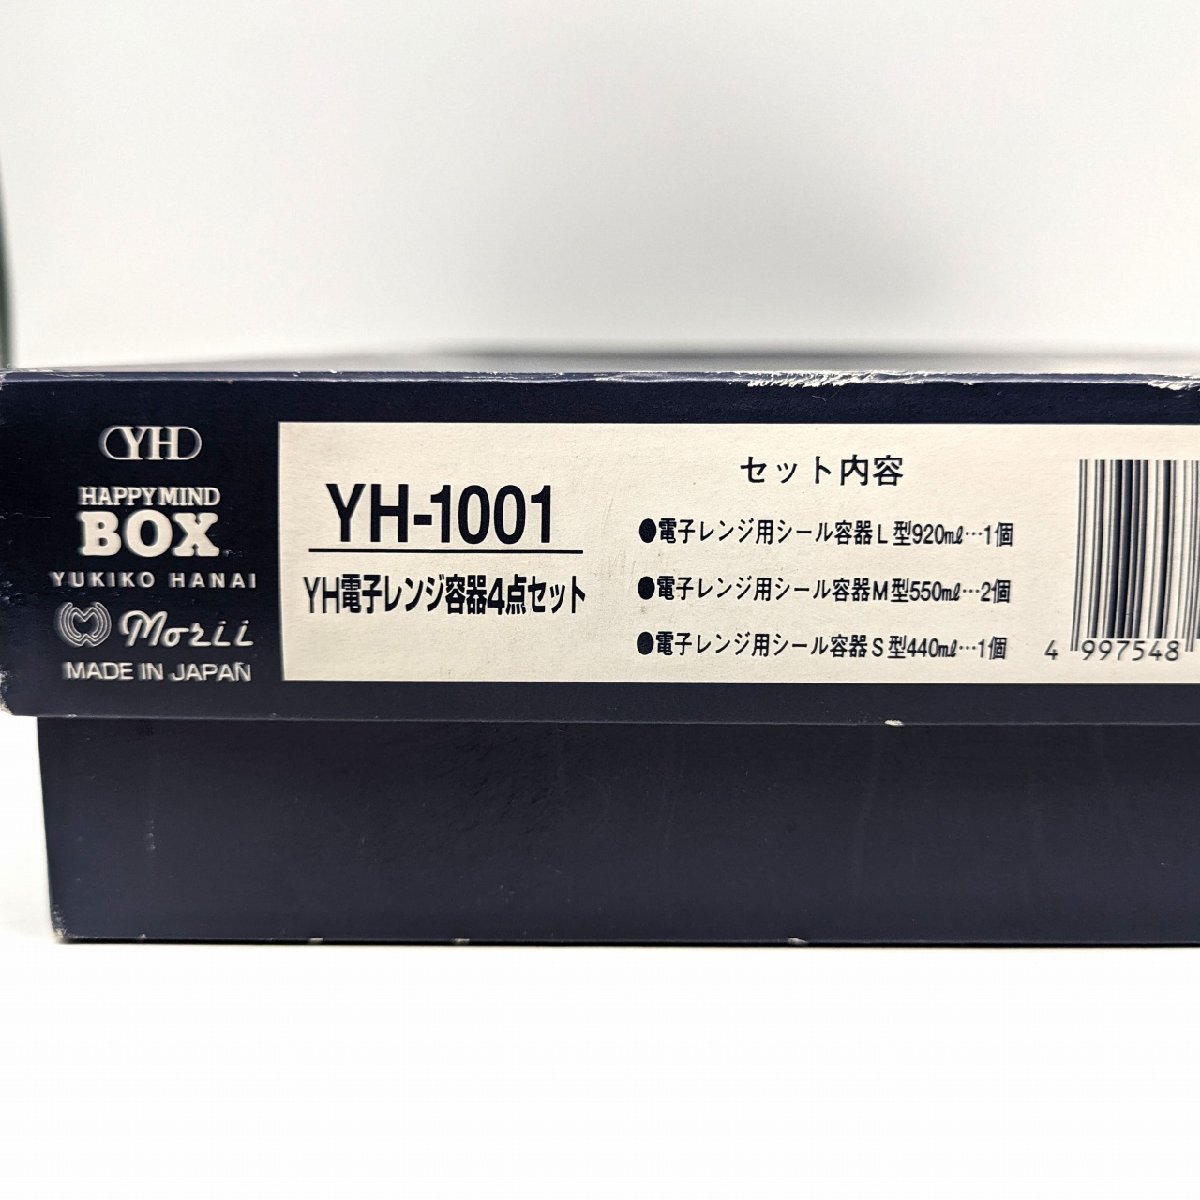 YH
HAPPY MIND
BOX
YUKIKO HANAI
Morii
MADE IN JAPAN
YH-1001
YH電子レンジ容器4点セット
セット内容
●電子レンジ用シール容器L型920㎖…1個
●電子レンジ用シール容器M型550㎖…2個
●電子レンジ用シール容器S型440㎖…1個
4 997548